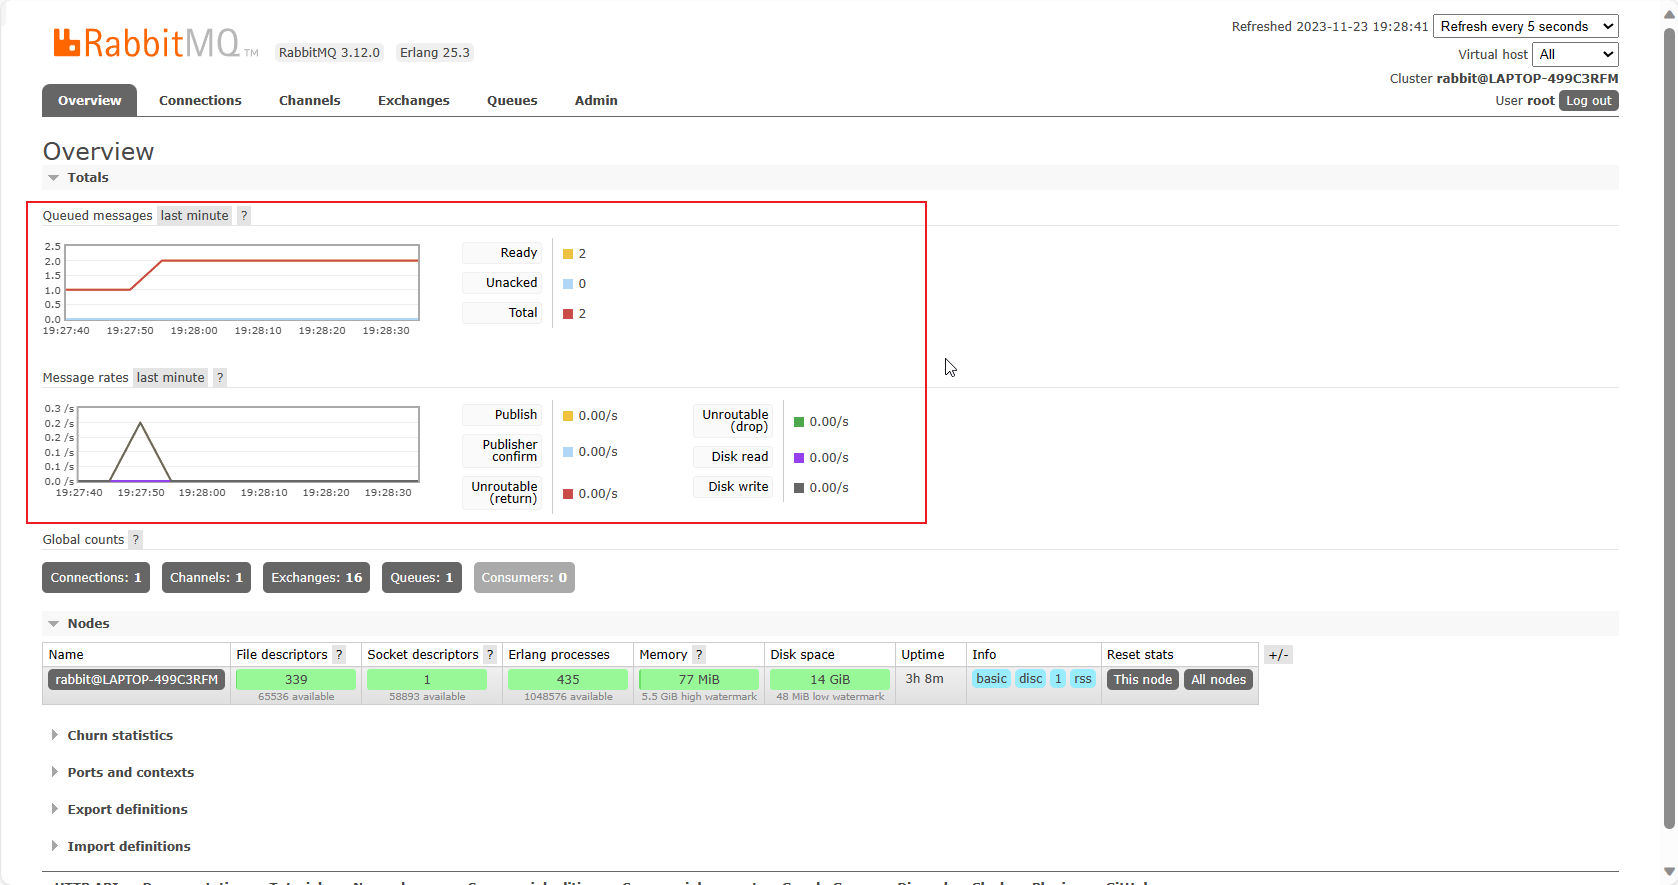 RabbitMQ TM RabbitMQ 3.12.0 Erlang 25.3
Refreshed 2023-11-23 19:28:41 Refresh every 5 seconds
Virtual host All
Cluster rabbit@LAPTOP-499C3RFM
User root Log out
Overview Connections Channels Exchanges Queues Admin
Overview
Totals
Queued messages last minute ?
2.5
2.0
1.5
1.0
0.5
0.0
19:27:40 19:27:50 19:28:00 19:28:10 19:28:20 19:28:30
Ready 2
Unacked 0
Total 2
Message rates last minute ?
0.3 /s
0.2 /s
0.2 /s
0.1 /s
0.1 /s
0.0 /s
19:27:40 19:27:50 19:28:00 19:28:10 19:28:20 19:28:30
Publish 0.00/s
Publisher confirm 0.00/s
Unroutable (return) 0.00/s
Unroutable (drop) 0.00/s
Disk read 0.00/s
Disk write 0.00/s
Global counts ?
Connections: 1 Channels: 1 Exchanges: 16 Queues: 1 Consumers: 0
Nodes
Name File descriptors ? Socket descriptors ? Erlang processes Memory ? Disk space Uptime Info Reset stats +/-
rabbit@LAPTOP-499C3RFM 339 1 435 77 MiB 14 GiB 3h 8m basic disc 1 rss This node All nodes
65536 available 58893 available 1048576 available 5.5 GiB high watermark 48 MiB low watermark
Churn statistics
Ports and contexts
Export definitions
Import definitions